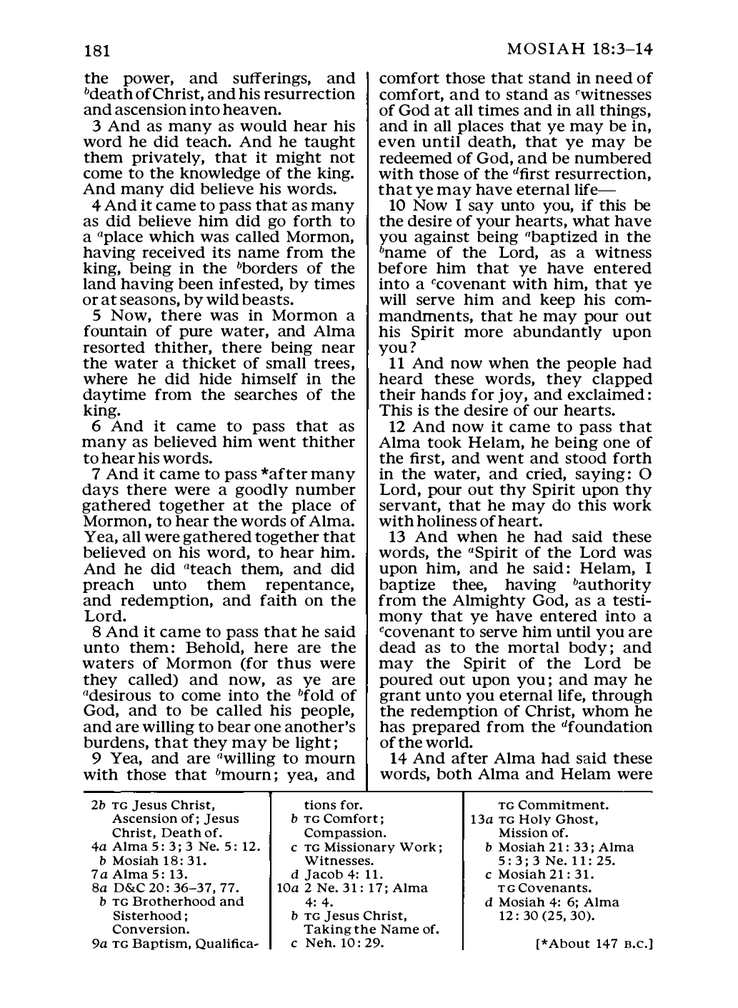 181
MOSIAH 18:3–14
the power, and sufferings, and
ᵇdeath of Christ, and his resurrection
and ascension into heaven.
3 And as many as would hear his
word he did teach. And he taught
them privately, that it might not
come to the knowledge of the king.
And many did believe his words.
4 And it came to pass that as many
as did believe him did go forth to
a ᵃplace which was called Mormon,
having received its name from the
king, being in the ᵇborders of the
land having been infested, by times
or at seasons, by wild beasts.
5 Now, there was in Mormon a
fountain of pure water, and Alma
resorted thither, there being near
the water a thicket of small trees,
where he did hide himself in the
daytime from the searches of the
king.
6 And it came to pass that as
many as believed him went thither
to hear his words.
7 And it came to pass *after many
days there were a goodly number
gathered together at the place of
Mormon, to hear the words of Alma.
Yea, all were gathered together that
believed on his word, to hear him.
And he did ᵃteach them, and did
preach unto them repentance,
and redemption, and faith on the
Lord.
8 And it came to pass that he said
unto them: Behold, here are the
waters of Mormon (for thus were
they called) and now, as ye are
ᵃdesirous to come into the ᵇfold of
God, and to be called his people,
and are willing to bear one another's
burdens, that they may be light;
9 Yea, and are ᵃwilling to mourn
with those that ᵇmourn; yea, and
comfort those that stand in need of
comfort, and to stand as ᶜwitnesses
of God at all times and in all things,
and in all places that ye may be in,
even until death, that ye may be
redeemed of God, and be numbered
with those of the ᵈfirst resurrection,
that ye may have eternal life—
10 Now I say unto you, if this be
the desire of your hearts, what have
you against being ᵃbaptized in the
ᵇname of the Lord, as a witness
before him that ye have entered
into a ᶜcovenant with him, that ye
will serve him and keep his com-
mandments, that he may pour out
his Spirit more abundantly upon
you?
11 And now when the people had
heard these words, they clapped
their hands for joy, and exclaimed:
This is the desire of our hearts.
12 And now it came to pass that
Alma took Helam, he being one of
the first, and went and stood forth
in the water, and cried, saying: O
Lord, pour out thy Spirit upon thy
servant, that he may do this work
with holiness of heart.
13 And when he had said these
words, the ᵃSpirit of the Lord was
upon him, and he said: Helam, I
baptize thee, having ᵇauthority
from the Almighty God, as a testi-
mony that ye have entered into a
ᶜcovenant to serve him until you are
dead as to the mortal body; and
may the Spirit of the Lord be
poured out upon you; and may he
grant unto you eternal life, through
the redemption of Christ, whom he
has prepared from the ᵈfoundation
of the world.
14 And after Alma had said these
words, both Alma and Helam were
2b TG Jesus Christ,
Ascension of; Jesus
Christ, Death of.
4a Alma 5: 3; 3 Ne. 5: 12.
b Mosiah 18: 31.
7a Alma 5: 13.
8a D&C 20: 36–37, 77.
b TG Brotherhood and
Sisterhood;
Conversion.
9a TG Baptism, Qualifica-
tions for.
b TG Comfort;
Compassion.
c TG Missionary Work;
Witnesses.
d Jacob 4: 11.
10a 2 Ne. 31: 17; Alma
4: 4.
b TG Jesus Christ,
Taking the Name of.
c Neh. 10: 29.
TG Commitment.
13a TG Holy Ghost,
Mission of.
b Mosiah 21: 33; Alma
5: 3; 3 Ne. 11: 25.
c Mosiah 21: 31.
TG Covenants.
d Mosiah 4: 6; Alma
12: 30 (25, 30).
[*About 147 B.C.]